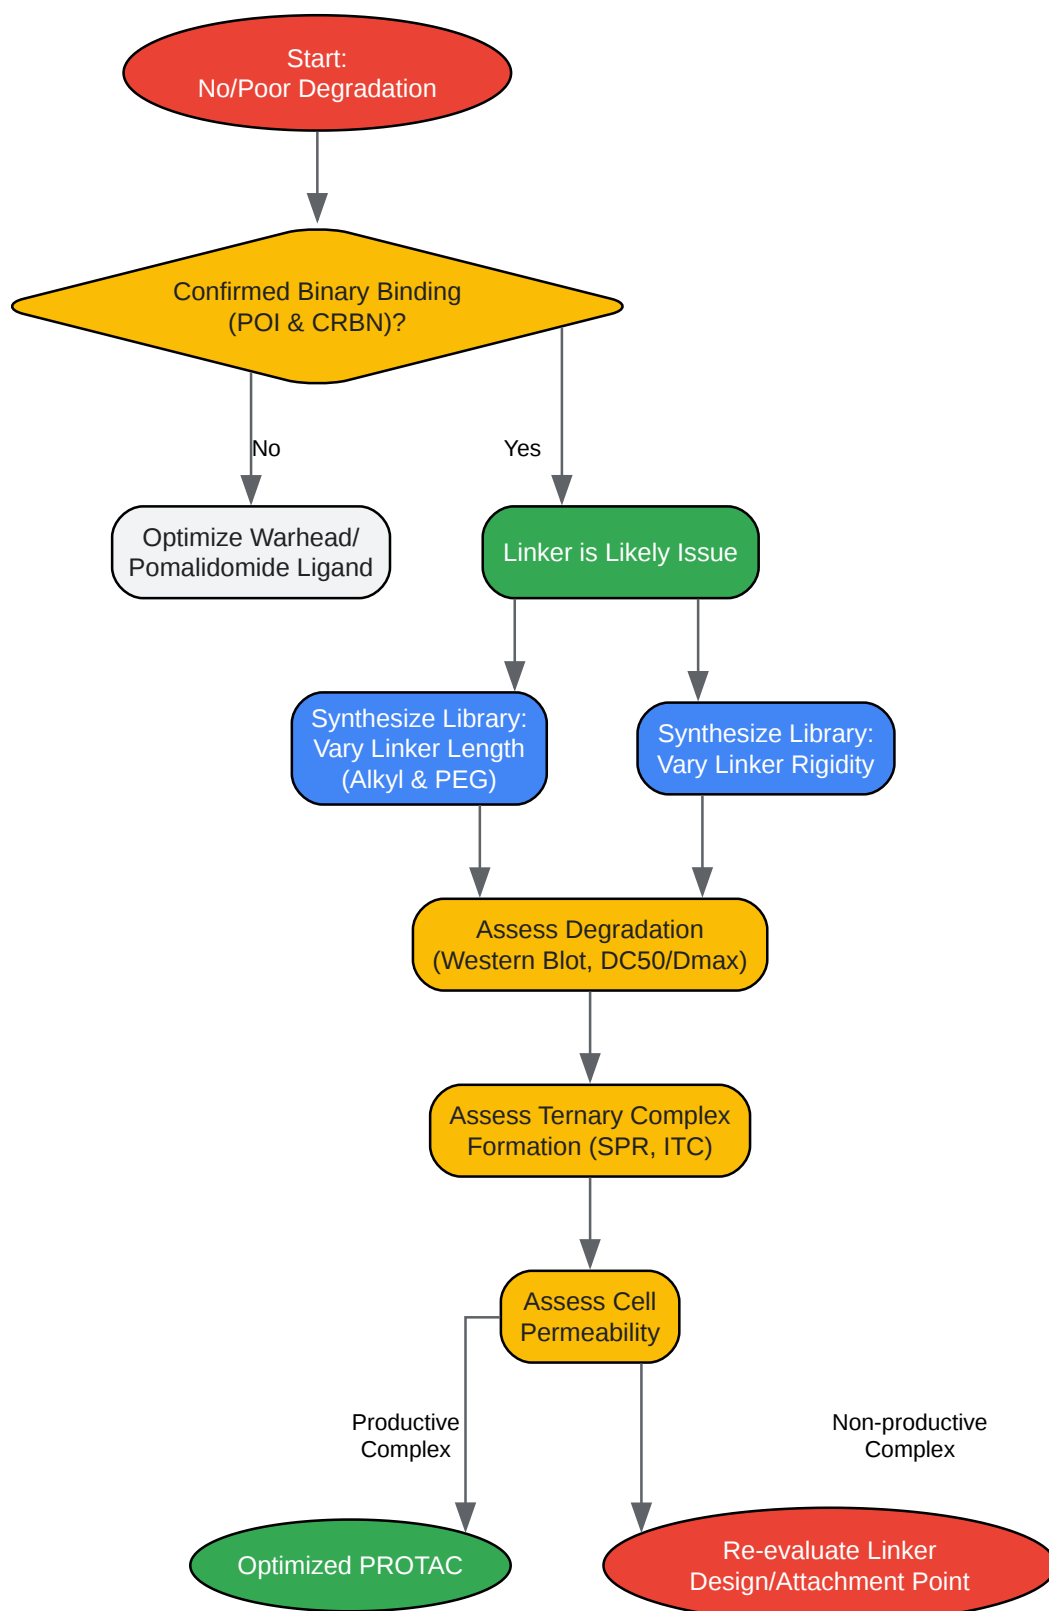 Start:
No/Poor Degradation
Confirmed Binary Binding
(POI & CRBN)?
No
Yes
Optimize Warhead/
Pomalidomide Ligand
Linker is Likely Issue
Synthesize Library:
Vary Linker Length
(Alkyl & PEG)
Synthesize Library:
Vary Linker Rigidity
Assess Degradation
(Western Blot, DC50/Dmax)
Assess Ternary Complex
Formation (SPR, ITC)
Assess Cell
Permeability
Productive
Complex
Non-productive
Complex
Optimized PROTAC
Re-evaluate Linker
Design/Attachment Point